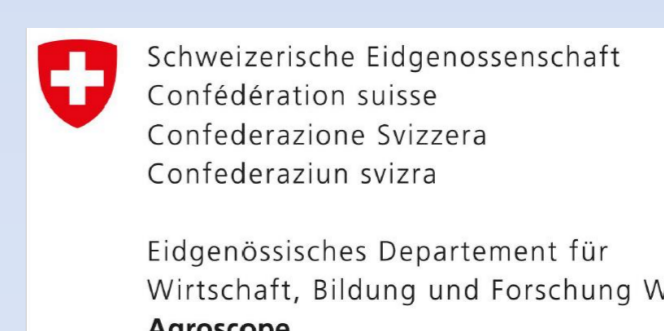 Schweizerische Eidgenossenschaft
Confédération suisse
Confederazione Svizzera
Confederaziun svizra
Eidgenössisches Departement für
Wirtschaft, Bildung und Forschung W
Agroscope